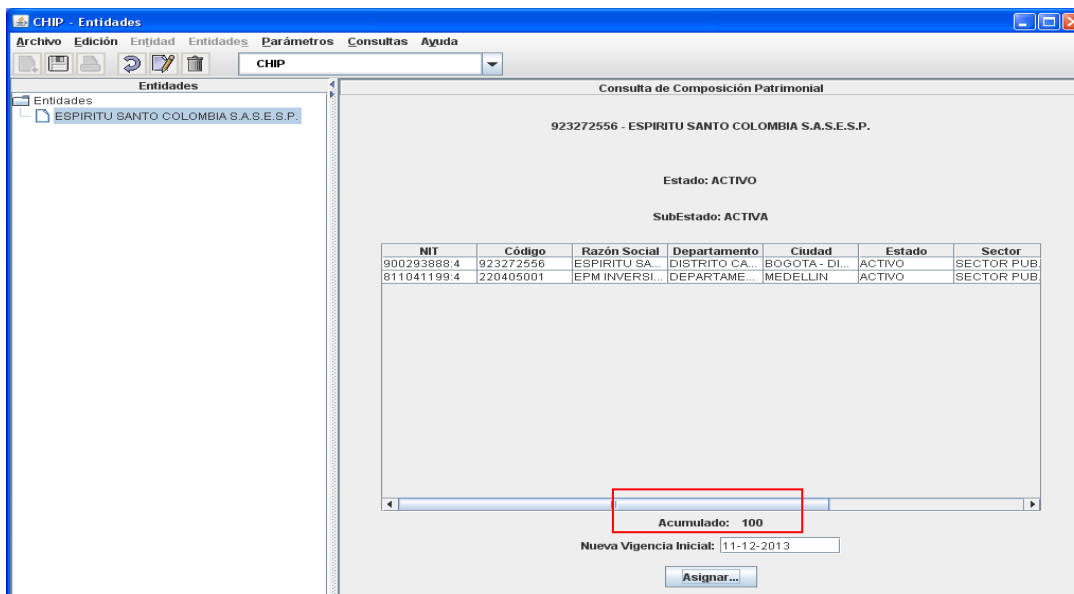 CHIP - Entidades
Archivo Edición Entidad Entidades Parámetros Consultas Ayuda
CHIP
Entidades
Entidades
ESPIRITU SANTO COLOMBIA S.A.S.E.S.P.
Consulta de Composición Patrimonial
923272556 - ESPIRITU SANTO COLOMBIA S.A.S.E.S.P.
Estado: ACTIVO
SubEstado: ACTIVA
NIT Código Razón Social Departamento Ciudad Estado Sector
900293888:4 923272556 ESPIRITU SA... DISTRITO CA... BOGOTA - DI... ACTIVO SECTOR PUB
811041199:4 220405001 EPM INVERSI... DEPARTAME... MEDELLIN ACTIVO SECTOR PUB
Acumulado: 100
Nueva Vigencia Inicial: 11-12-2013
Asignar...